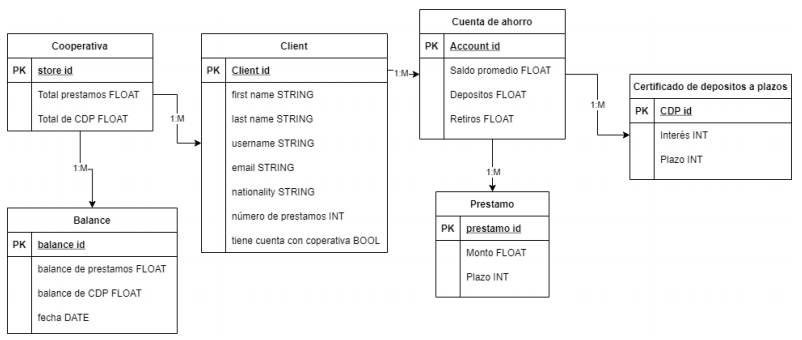 Cooperativa
PK store id
Total prestamos FLOAT
Total de CDP FLOAT
1:M
1:M
Balance
PK balance id
balance de prestamos FLOAT
balance de CDP FLOAT
fecha DATE
Client
PK Client id
first name STRING
last name STRING
username STRING
email STRING
nationality STRING
número de prestamos INT
tiene cuenta con coperativa BOOL
1:M
Cuenta de ahorro
PK Account id
Saldo promedio FLOAT
Depositos FLOAT
Retiros FLOAT
1:M
1:M
Prestamo
PK prestamo id
Monto FLOAT
Plazo INT
Certificado de depositos a plazos
PK CDP id
Interés INT
Plazo INT